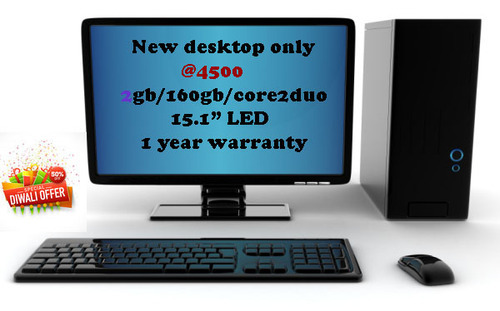 New desktop only
@4500
2gb/160gb/core2duo
15.1" LED
1 year warranty
50%
SPECIAL
DIWALI OFFER